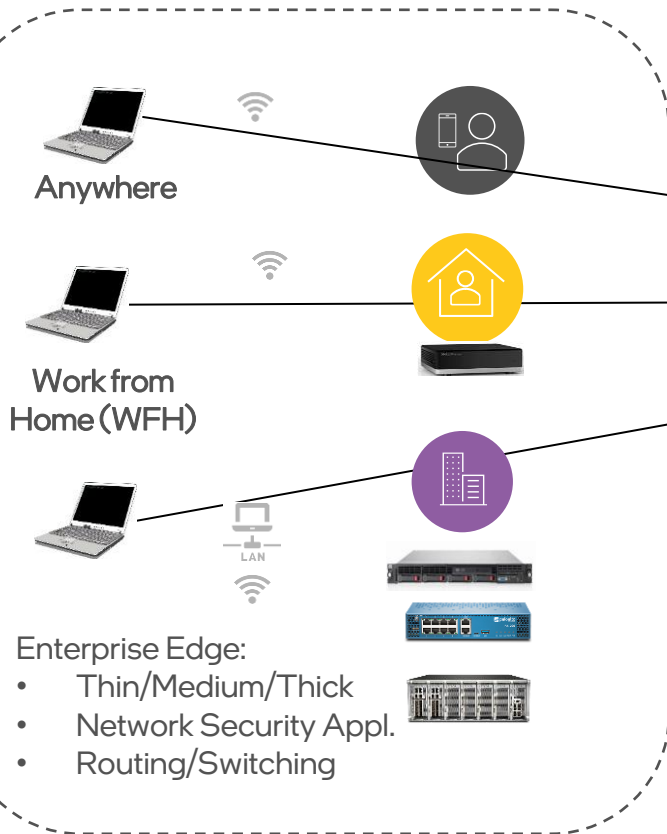 Anywhere
Work from
Home (WFH)
LAN
Enterprise Edge:
• Thin/Medium/Thick
• Network Security Appl.
• Routing/Switching